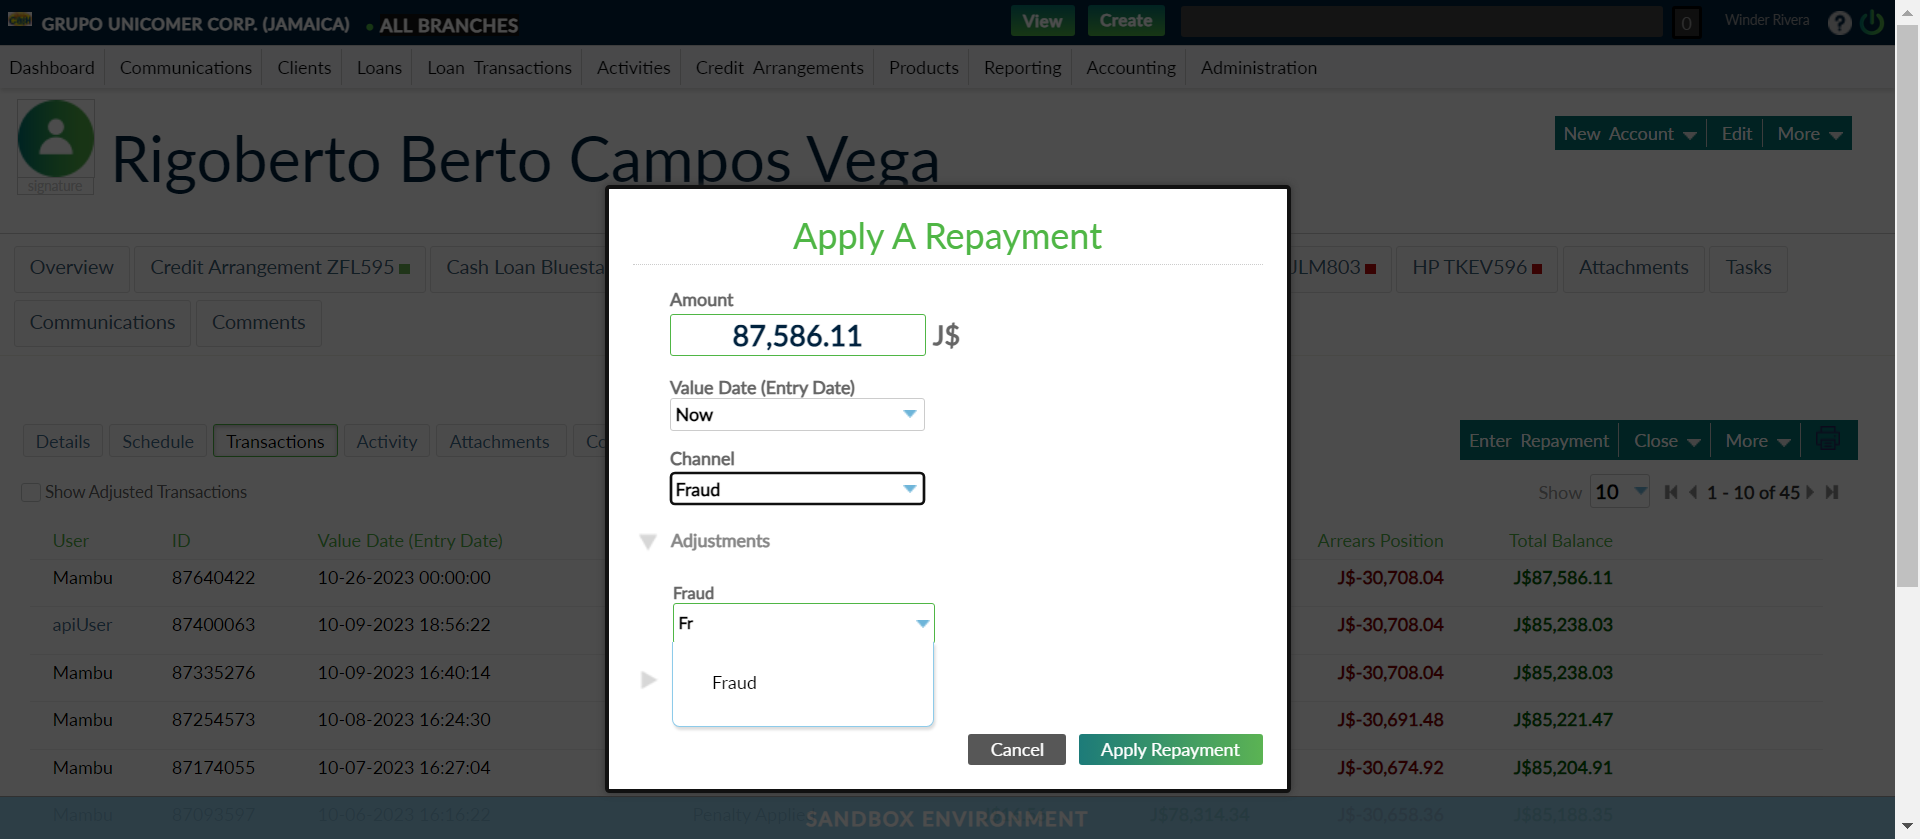 GRUPO UNICOMER CORP. (JAMAICA) • ALL BRANCHES View Create 0 Winder Rivera ?
Dashboard Communications Clients Loans Loan Transactions Activities Credit Arrangements Products Reporting Accounting Administration
signature
Rigoberto Berto Campos Vega
New Account Edit More
Apply A Repayment
Overview Credit Arrangement ZFL595 Cash Loan Bluesta JLM803 HP TKEV596 Attachments Tasks
Communications Comments
Amount
87,586.11 J$
Value Date (Entry Date)
Now
Channel
Fraud
Adjustments
Fraud
Fr
Fraud
Cancel Apply Repayment
Details Schedule Transactions Activity Attachments Co
Enter Repayment Close More
Show Adjusted Transactions
Show 10 1 - 10 of 45
User ID Value Date (Entry Date) Arrears Position Total Balance
Mambu 87640422 10-26-2023 00:00:00 J$-30,708.04 J$87,586.11
apiUser 87400063 10-09-2023 18:56:22 J$-30,708.04 J$85,238.03
Mambu 87335276 10-09-2023 16:40:14 J$-30,708.04 J$85,238.03
Mambu 87254573 10-08-2023 16:24:30 J$-30,691.48 J$85,221.47
Mambu 87174055 10-07-2023 16:27:04 J$-30,674.92 J$85,204.91
Mambu 87093597 10-06-2023 16:16:22 Penalty Applie J$78,314.34 J$-30,658.36 J$85,188.35
SANDBOX ENVIRONMENT